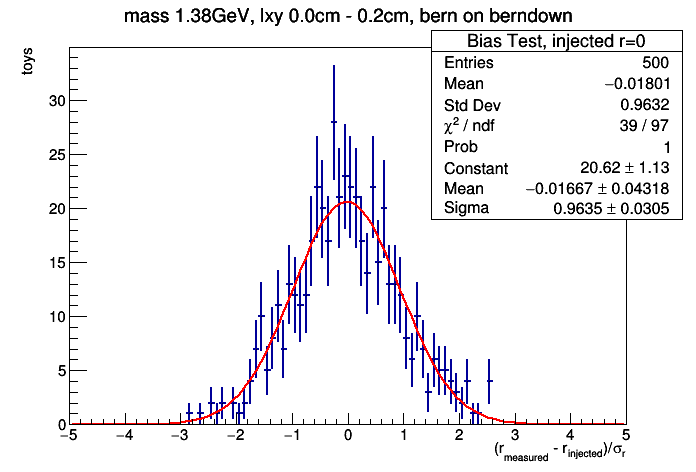 mass 1.38GeV, lxy 0.0cm - 0.2cm, bern on berndown
Bias Test, injected r=0
Entries 500
Mean −0.01801
Std Dev 0.9632
χ² / ndf 39 / 97
Prob 1
Constant 20.62 ± 1.13
Mean −0.01667 ± 0.04318
Sigma 0.9635 ± 0.0305
toys
30
25
20
15
10
5
0
−5 −4 −3 −2 −1 0 1 2 3 4 5
(r_measured - r_injected)/σ_r